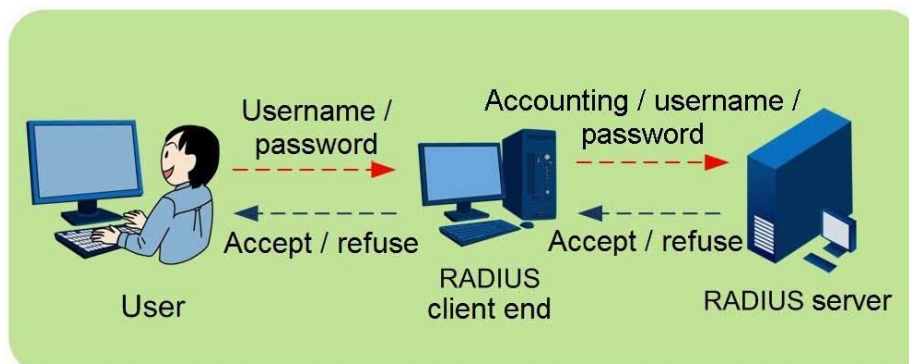 Username /
password
Accounting / username /
password
Accept / refuse
Accept / refuse
User
RADIUS
client end
RADIUS server